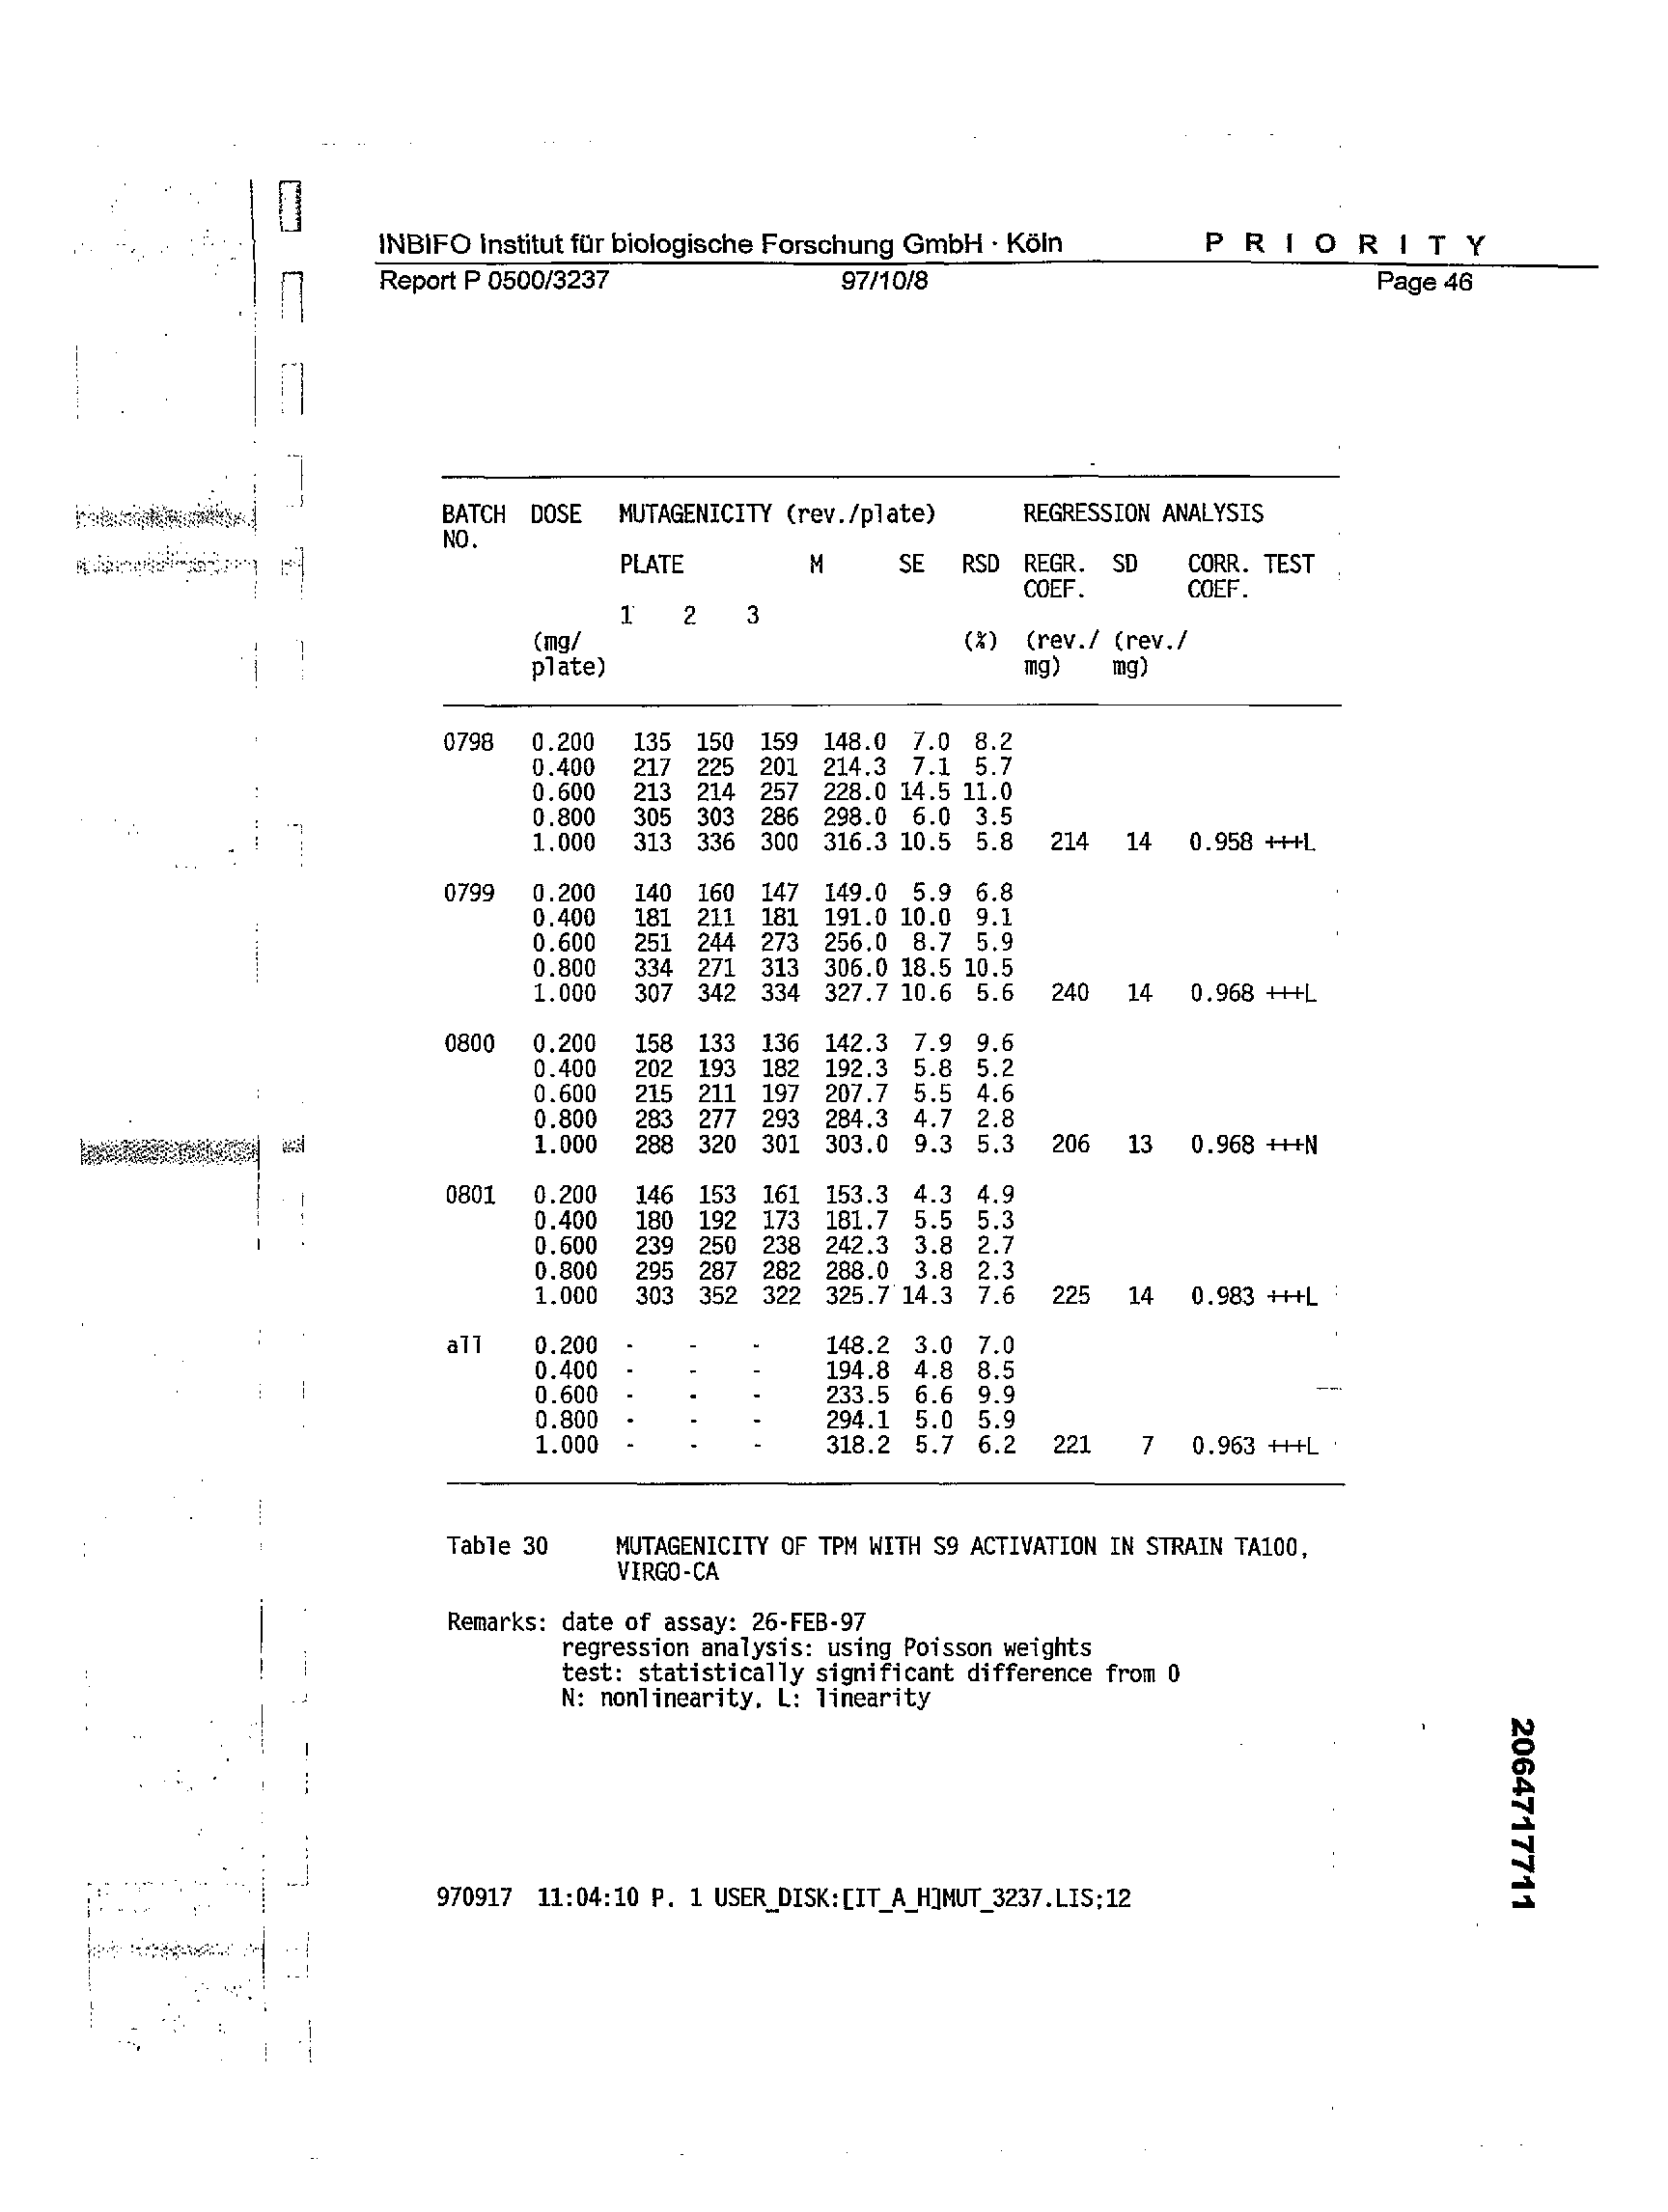 INBIFO Institut für biologische Forschung GmbH · Köln P R I O R I T Y
Report P 0500/3237 97/10/8 Page 46
BATCH DOSE MUTAGENICITY (rev./plate) REGRESSION ANALYSIS
NO.
PLATE M SE RSD REGR. SD CORR. TEST
COEF. COEF.
1 2 3
(mg/ (%) (rev./ (rev./
plate) mg) mg)
0798 0.200 135 150 159 148.0 7.0 8.2
0.400 217 225 201 214.3 7.1 5.7
0.600 213 214 257 228.0 14.5 11.0
0.800 305 303 286 298.0 6.0 3.5
1.000 313 336 300 316.3 10.5 5.8 214 14 0.958 +++L
0799 0.200 140 160 147 149.0 5.9 6.8
0.400 181 211 181 191.0 10.0 9.1
0.600 251 244 273 256.0 8.7 5.9
0.800 334 271 313 306.0 18.5 10.5
1.000 307 342 334 327.7 10.6 5.6 240 14 0.968 +++L
0800 0.200 158 133 136 142.3 7.9 9.6
0.400 202 193 182 192.3 5.8 5.2
0.600 215 211 197 207.7 5.5 4.6
0.800 283 277 293 284.3 4.7 2.8
1.000 288 320 301 303.0 9.3 5.3 206 13 0.968 +++N
0801 0.200 146 153 161 153.3 4.3 4.9
0.400 180 192 173 181.7 5.5 5.3
0.600 239 250 238 242.3 3.8 2.7
0.800 295 287 282 288.0 3.8 2.3
1.000 303 352 322 325.7 14.3 7.6 225 14 0.983 +++L
all 0.200 - - - 148.2 3.0 7.0
0.400 - - - 194.8 4.8 8.5
0.600 - - - 233.5 6.6 9.9
0.800 - - - 294.1 5.0 5.9
1.000 - - - 318.2 5.7 6.2 221 7 0.963 +++L
Table 30 MUTAGENICITY OF TPM WITH S9 ACTIVATION IN STRAIN TA100,
VIRGO-CA
Remarks: date of assay: 26-FEB-97
regression analysis: using Poisson weights
test: statistically significant difference from 0
N: nonlinearity, L: linearity
2064717711
970917 11:04:10 P. 1 USER_DISK:[IT_A_H]MUT_3237.LIS;12